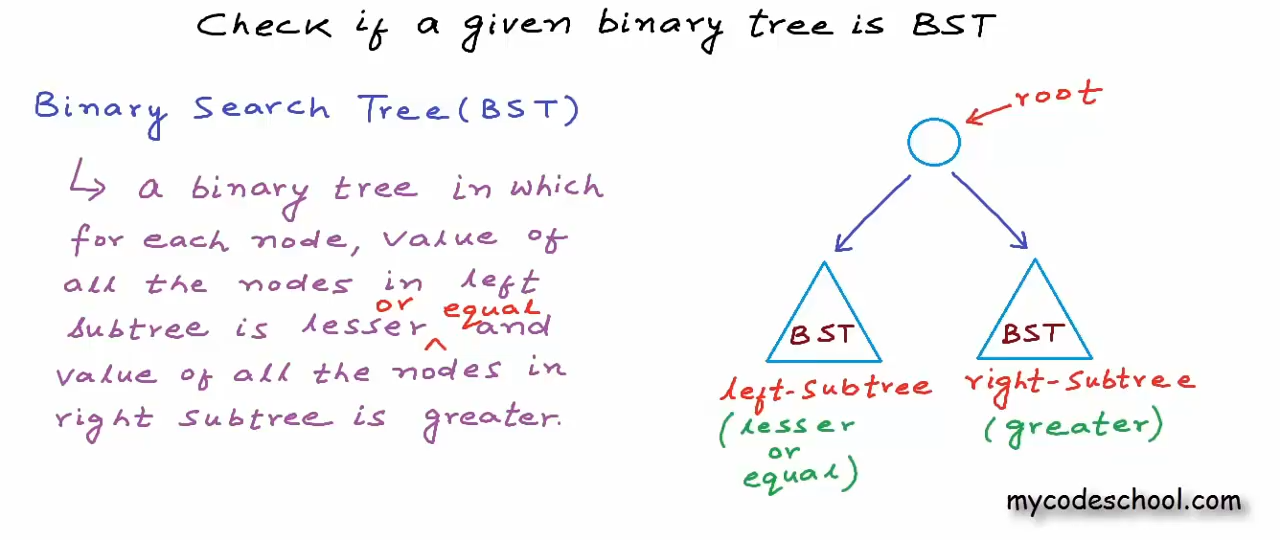 Check if a given binary tree is BST
Binary Search Tree (BST)
a binary tree in which
for each node, value of
all the nodes in left
or equal
subtree is lesser ^ and
value of all the nodes in
right subtree is greater.
root
BST
BST
left-subtree
right-subtree
(lesser
or
equal)
(greater)
mycodeschool.com